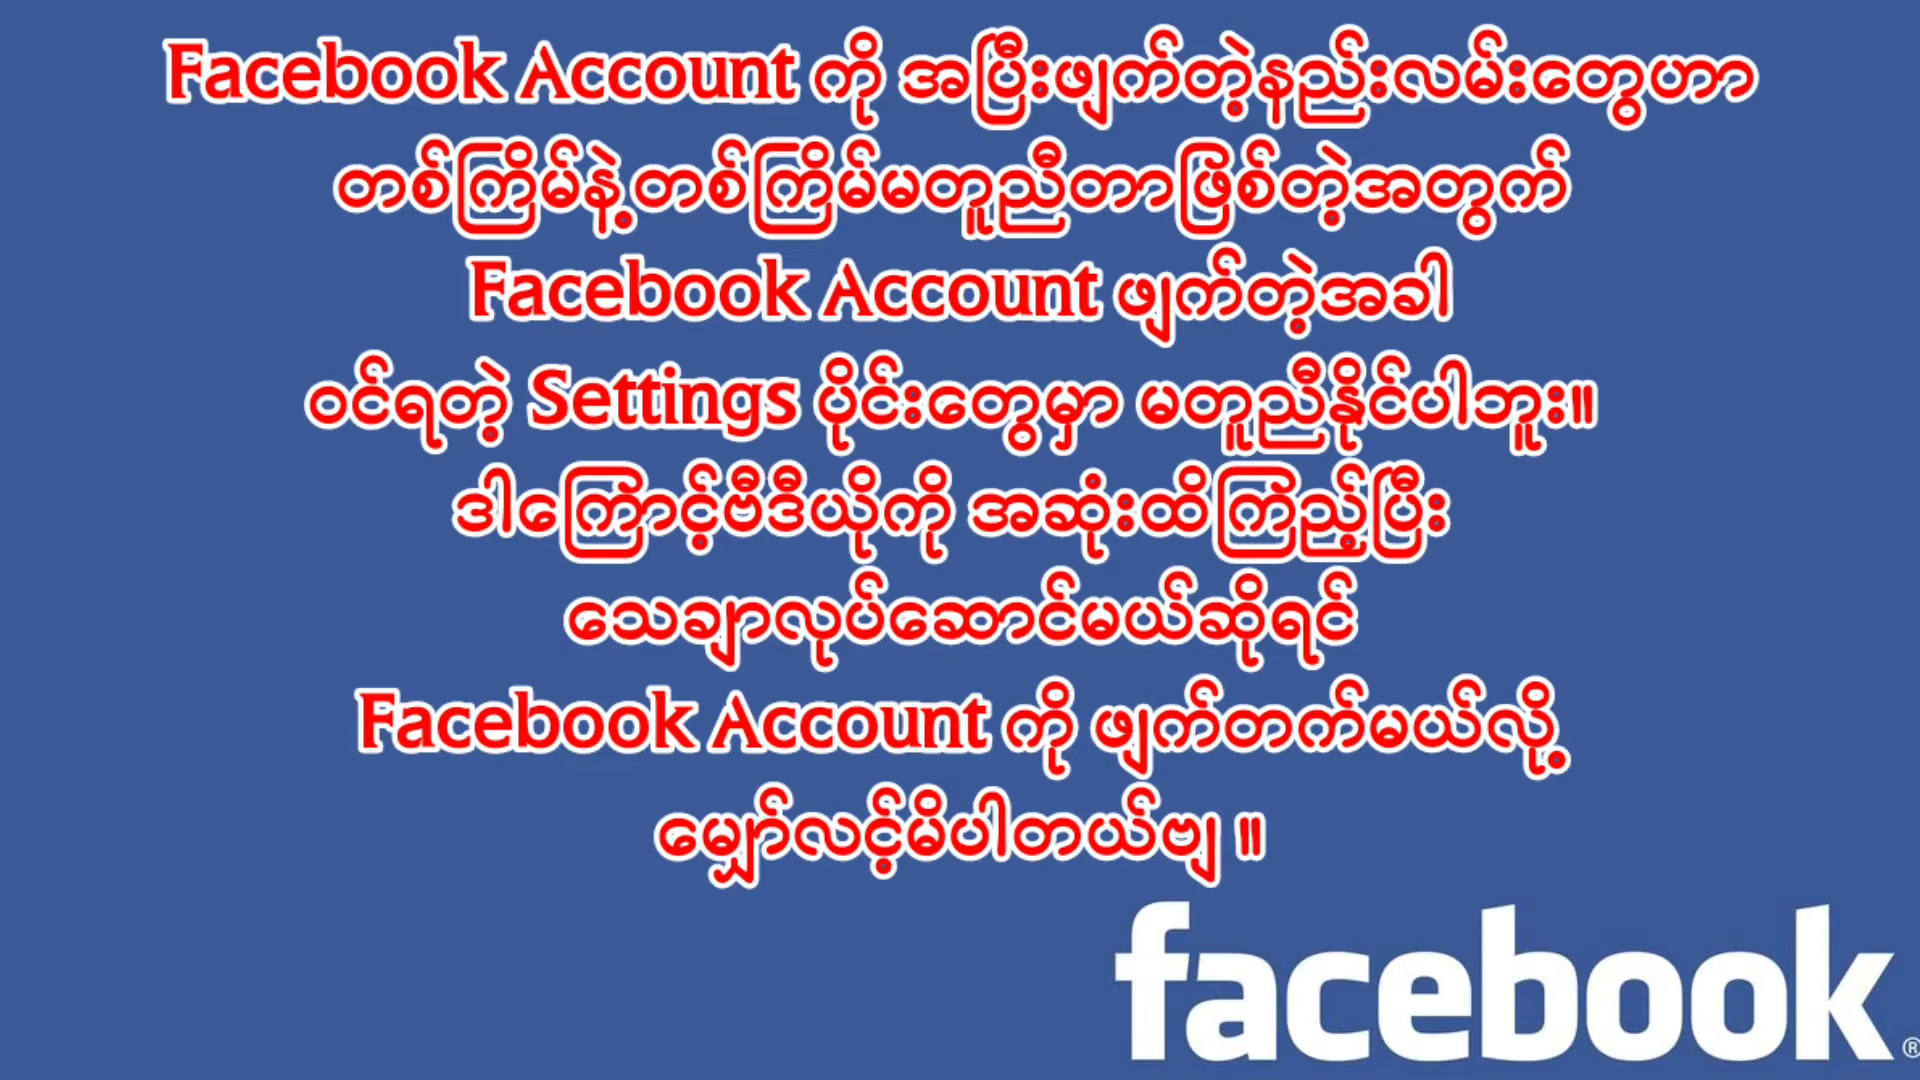 Facebook Account ကို အပြီးဖျက်တဲ့နည်းလမ်းတွေဟာ
တစ်ကြိမ်နဲ့တစ်ကြိမ်မတူညီတာဖြစ်တဲ့အတွက်
Facebook Account ဖျက်တဲ့အခါ
ဝင်ရတဲ့ Settings ပိုင်းတွေမှာ မတူညီနိုင်ပါဘူး။
ဒါကြောင့်ဗီဒီယိုကို အဆုံးထိကြည့်ပြီး
သေချာလုပ်ဆောင်မယ်ဆိုရင်
Facebook Account ကို ဖျက်တက်မယ်လို့
မျှော်လင့်မိပါတယ်ဗျ ။
facebook®